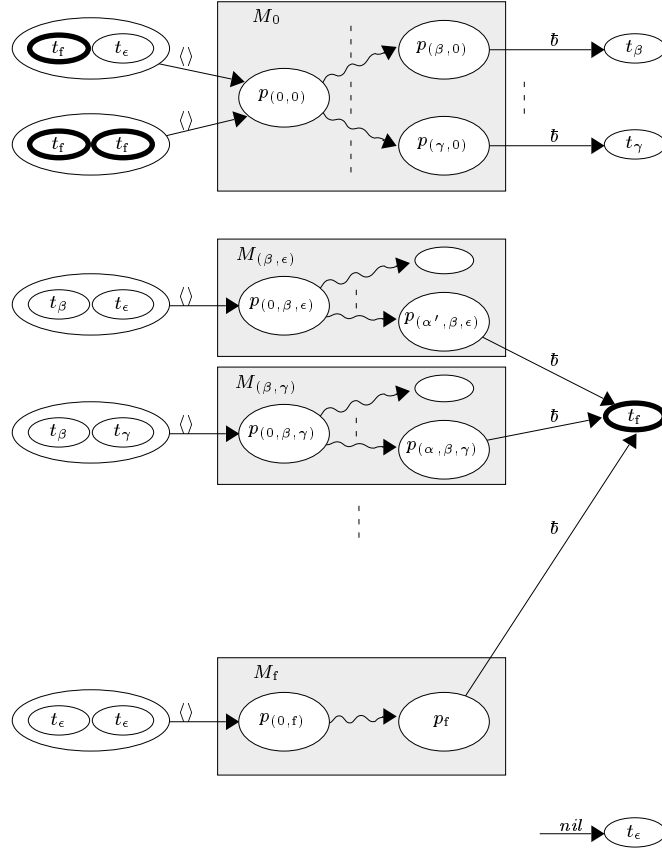 M₀
t_f t_ϵ ⟨⟩ p_(β,0) ƀ t_β
p_(0,0)
t_f t_f ⟨⟩ p_(γ,0) ƀ t_γ
M_(β,ϵ)
t_β t_ϵ ⟨⟩ p_(0,β,ϵ) p_(α′,β,ϵ) ƀ
M_(β,γ)
t_β t_γ ⟨⟩ p_(0,β,γ) p_(α,β,γ) ƀ t_f
ƀ
M_f
t_ϵ t_ϵ ⟨⟩ p_(0,f) p_f
nil t_ϵ